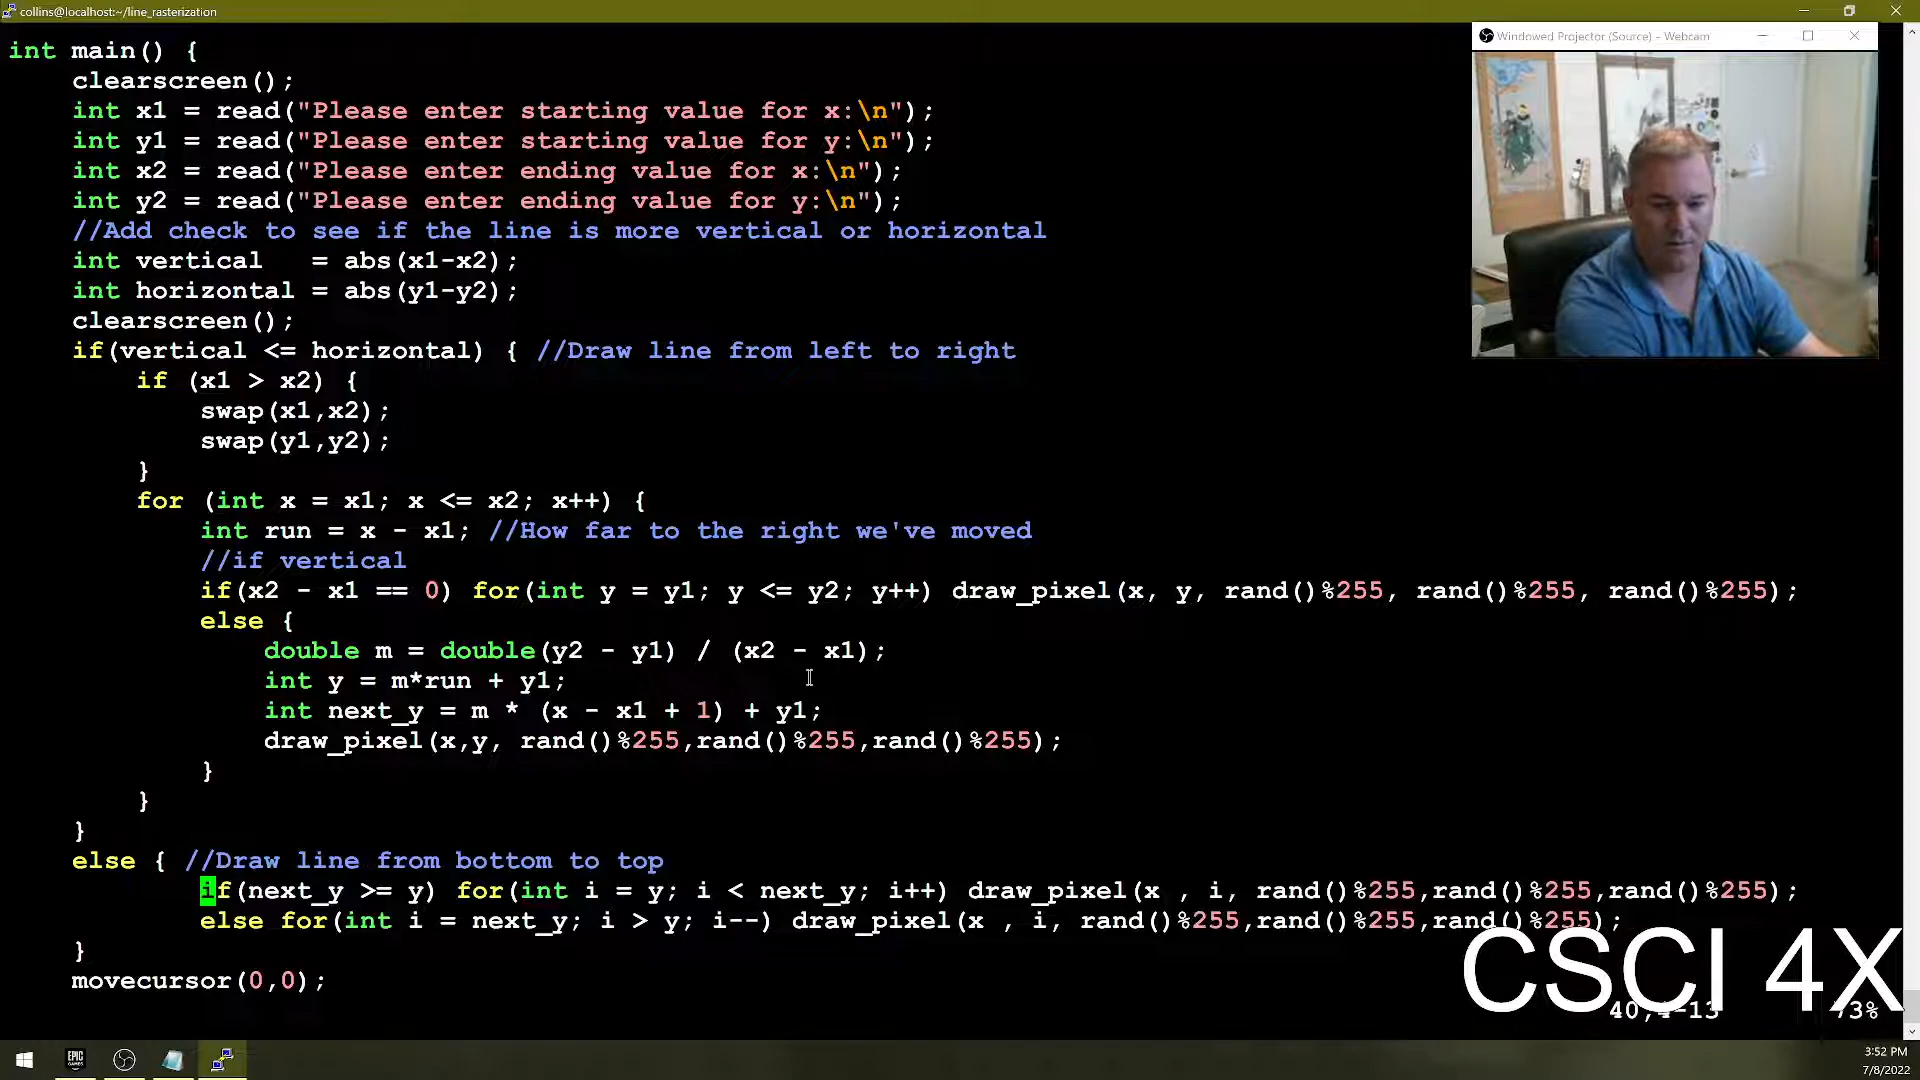 collins@localhost:~/line_rasterization
Windowed Projector (Source) - Webcam
int main() {
clearscreen();
int x1 = read("Please enter starting value for x:\n");
int y1 = read("Please enter starting value for y:\n");
int x2 = read("Please enter ending value for x:\n");
int y2 = read("Please enter ending value for y:\n");
//Add check to see if the line is more vertical or horizontal
int vertical   = abs(x1-x2);
int horizontal = abs(y1-y2);
clearscreen();
if(vertical <= horizontal) { //Draw line from left to right
if (x1 > x2) {
swap(x1,x2);
swap(y1,y2);
}
for (int x = x1; x <= x2; x++) {
int run = x - x1; //How far to the right we've moved
//if vertical
if(x2 - x1 == 0) for(int y = y1; y <= y2; y++) draw_pixel(x, y, rand()%255, rand()%255, rand()%255);
else {
double m = double(y2 - y1) / (x2 - x1);
int y = m*run + y1;
int next_y = m * (x - x1 + 1) + y1;
draw_pixel(x,y, rand()%255,rand()%255,rand()%255);
}
}
}
else { //Draw line from bottom to top
if(next_y >= y) for(int i = y; i < next_y; i++) draw_pixel(x , i, rand()%255,rand()%255,rand()%255);
else for(int i = next_y; i > y; i--) draw_pixel(x , i, rand()%255,rand()%255,rand()%255);
}
movecursor(0,0);
CSCI 4X
73%
EPIC GAMES
3:52 PM
7/8/2022